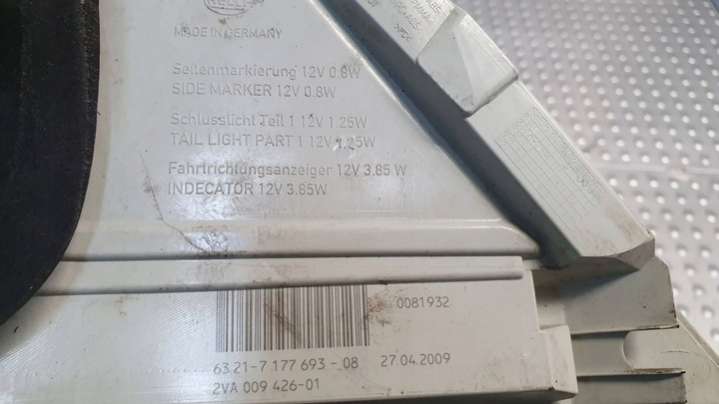 HELLA
MADE IN GERMANY
Seitenmarkierung 12V 0.8W
SIDE MARKER 12V 0.8W
Schlusslicht Teil 1 12V 1.25W
TAIL LIGHT PART 1 12V 1.25W
Fahrtrichtungsanzeiger 12V 3.85 W
INDECATOR 12V 3.85W
0081932
63.21-7 177 693-08 27.04.2009
2VA 009 426-01